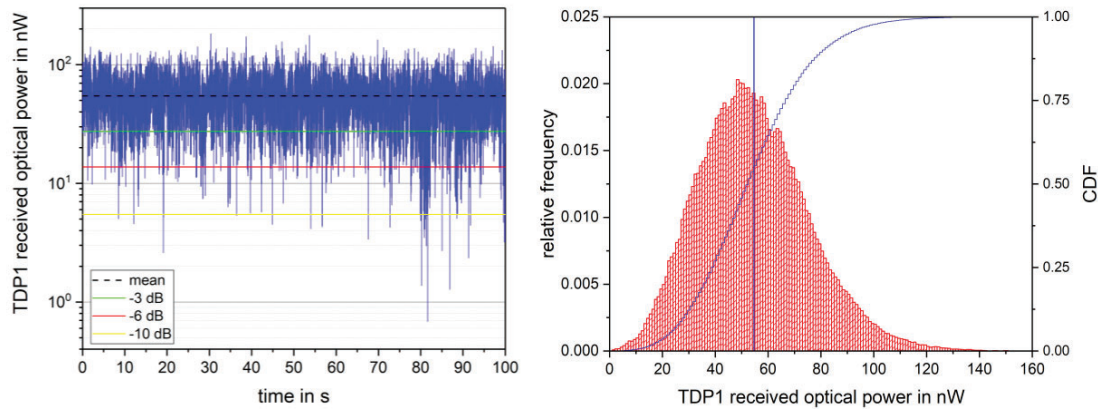 TDP1 received optical power in nW
10²
10¹
10⁰
mean
-3 dB
-6 dB
-10 dB
0 10 20 30 40 50 60 70 80 90 100
time in s
relative frequency
0.025
0.020
0.015
0.010
0.005
0.000
0 20 40 60 80 100 120 140 160
TDP1 received optical power in nW
1.00
0.75
0.50
0.25
0.00
CDF